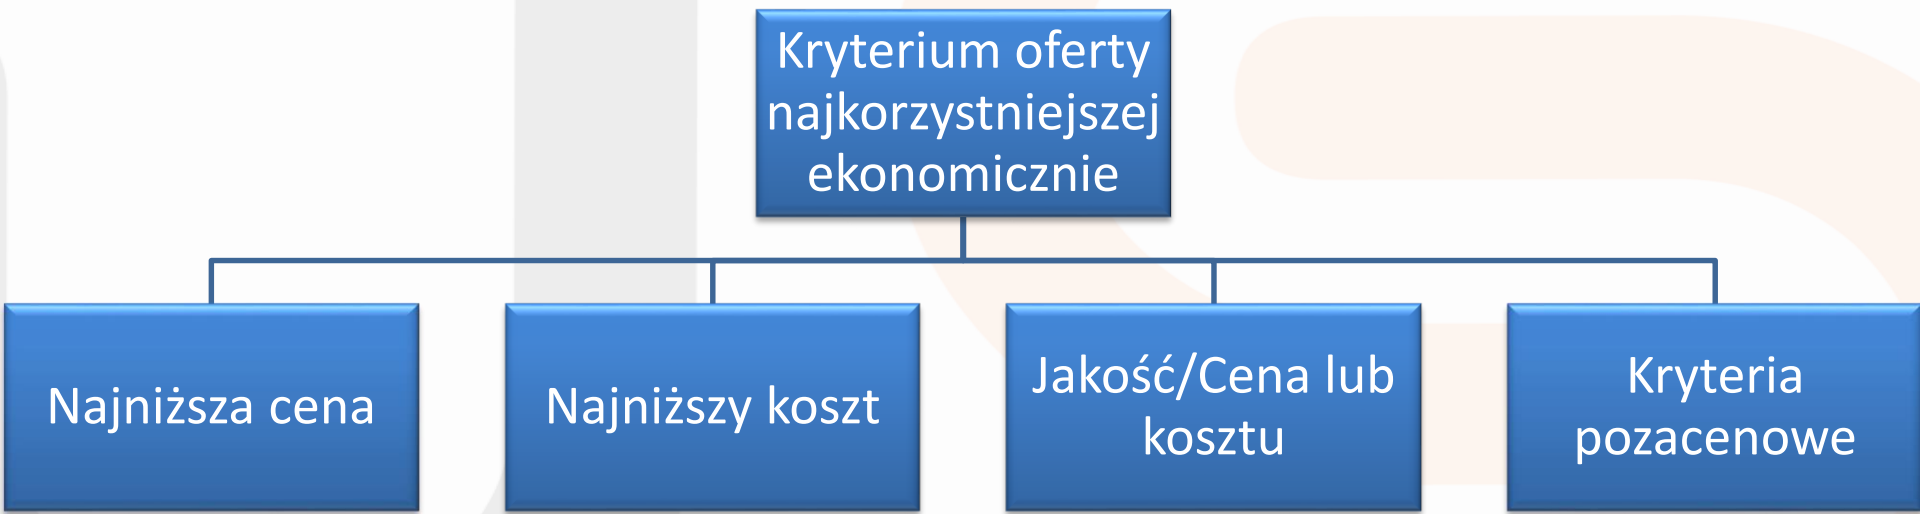 Kryterium oferty
najkorzystniejszej
ekonomicznie
Najniższa cena
Najniższy koszt
Jakość/Cena lub
kosztu
Kryteria
pozacenowe